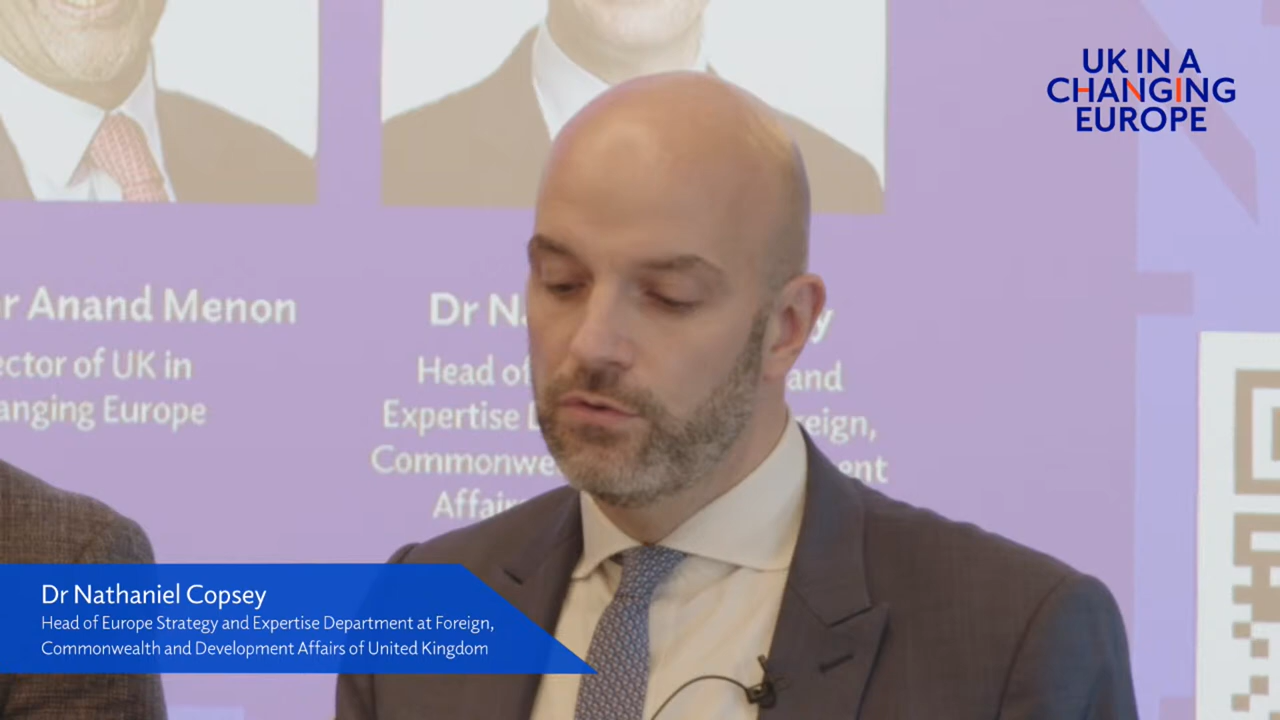 UK IN A
CHANGING
EUROPE
r Anand Menon
ector of UK in
anging Europe
Dr N
y
Head of
and
Expertise
reign,
Commonwe
ent
Affair
Dr Nathaniel Copsey
Head of Europe Strategy and Expertise Department at Foreign,
Commonwealth and Development Affairs of United Kingdom